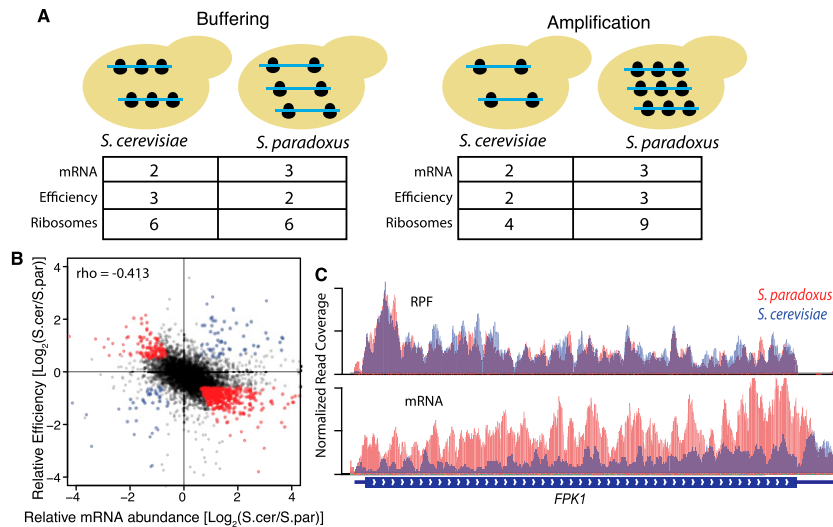 A
Buffering
Amplification
S. cerevisiae
S. paradoxus
S. cerevisiae
S. paradoxus
mRNA 2 3
Efficiency 3 2
Ribosomes 6 6
mRNA 2 3
Efficiency 2 3
Ribosomes 4 9
B
rho = -0.413
Relative Efficiency [Log2(S.cer/S.par)]
4
2
0
−2
−4
−4 −2 0 2 4
Relative mRNA abundance [Log2(S.cer/S.par)]
C
RPF
S. paradoxus
S. cerevisiae
Normalized Read Coverage
mRNA
FPK1